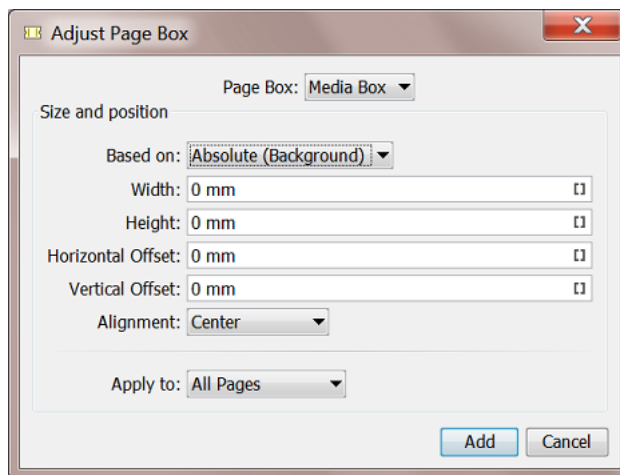 Adjust Page Box
Page Box: Media Box
Size and position
Based on: Absolute (Background)
Width: 0 mm
Height: 0 mm
Horizontal Offset: 0 mm
Vertical Offset: 0 mm
Alignment: Center
Apply to: All Pages
Add Cancel